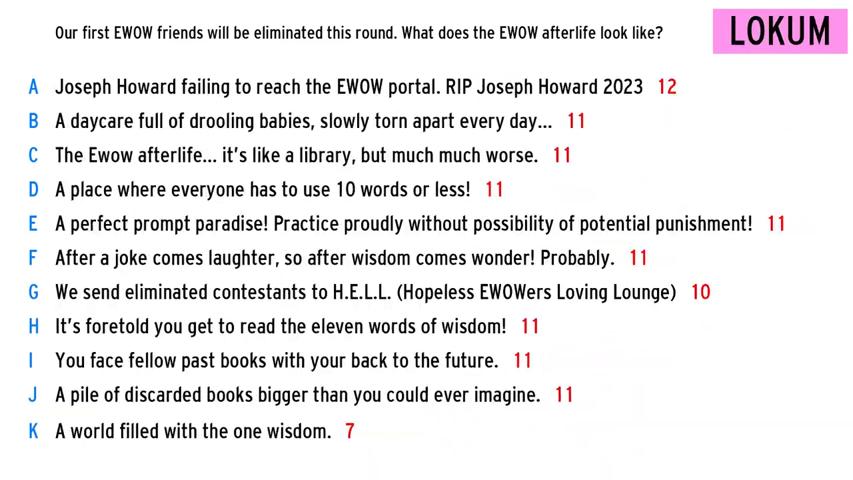 Our first EWOW friends will be eliminated this round. What does the EWOW afterlife look like?
LOKUM
A Joseph Howard failing to reach the EWOW portal. RIP Joseph Howard 2023 12
B A daycare full of drooling babies, slowly torn apart every day... 11
C The Ewow afterlife... it's like a library, but much much worse. 11
D A place where everyone has to use 10 words or less! 11
E A perfect prompt paradise! Practice proudly without possibility of potential punishment! 11
F After a joke comes laughter, so after wisdom comes wonder! Probably. 11
G We send eliminated contestants to H.E.L.L. (Hopeless EWOWers Loving Lounge) 10
H It's foretold you get to read the eleven words of wisdom! 11
I You face fellow past books with your back to the future. 11
J A pile of discarded books bigger than you could ever imagine. 11
K A world filled with the one wisdom. 7